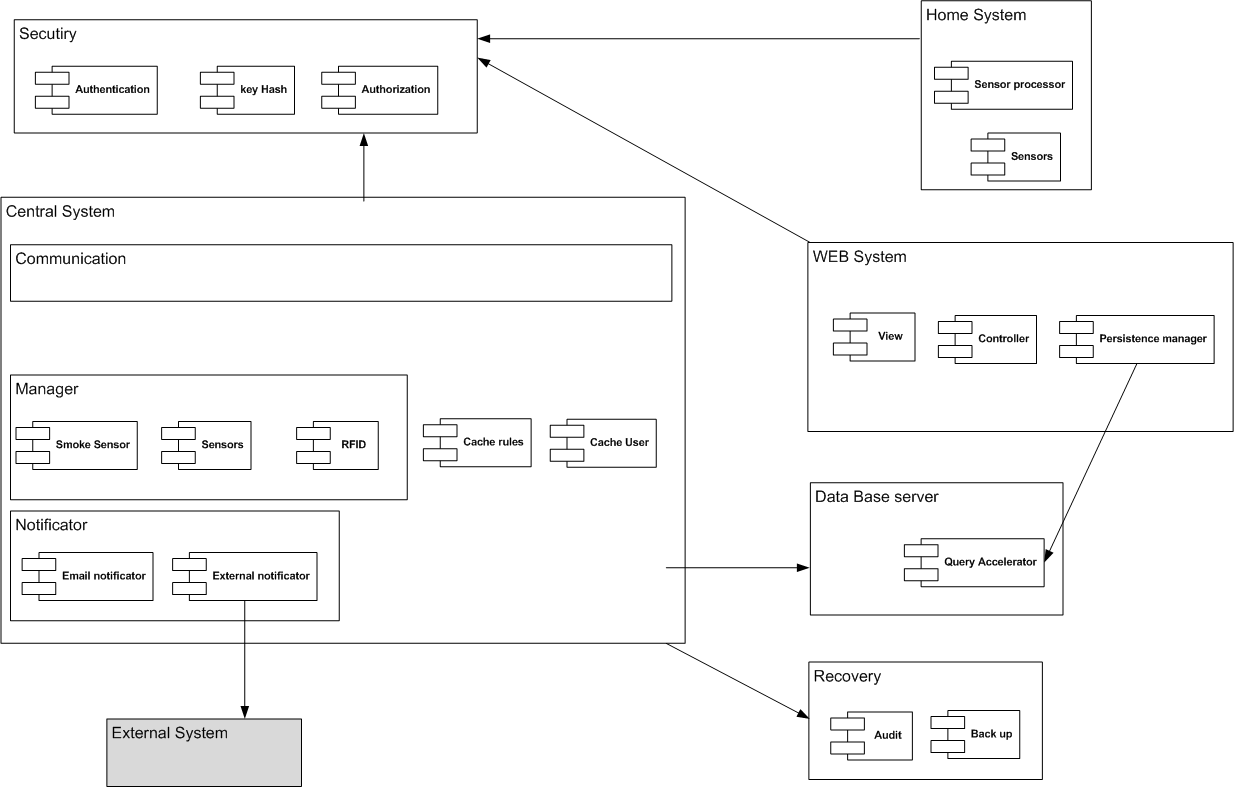 Secutiry
Authentication
key Hash
Authorization
Home System
Sensor processor
Sensors
Central System
Communication
WEB System
View
Controller
Persistence manager
Manager
Smoke Sensor
Sensors
RFID
Cache rules
Cache User
Data Base server
Query Accelerator
Notificator
Email notificator
External notificator
Recovery
Audit
Back up
External System